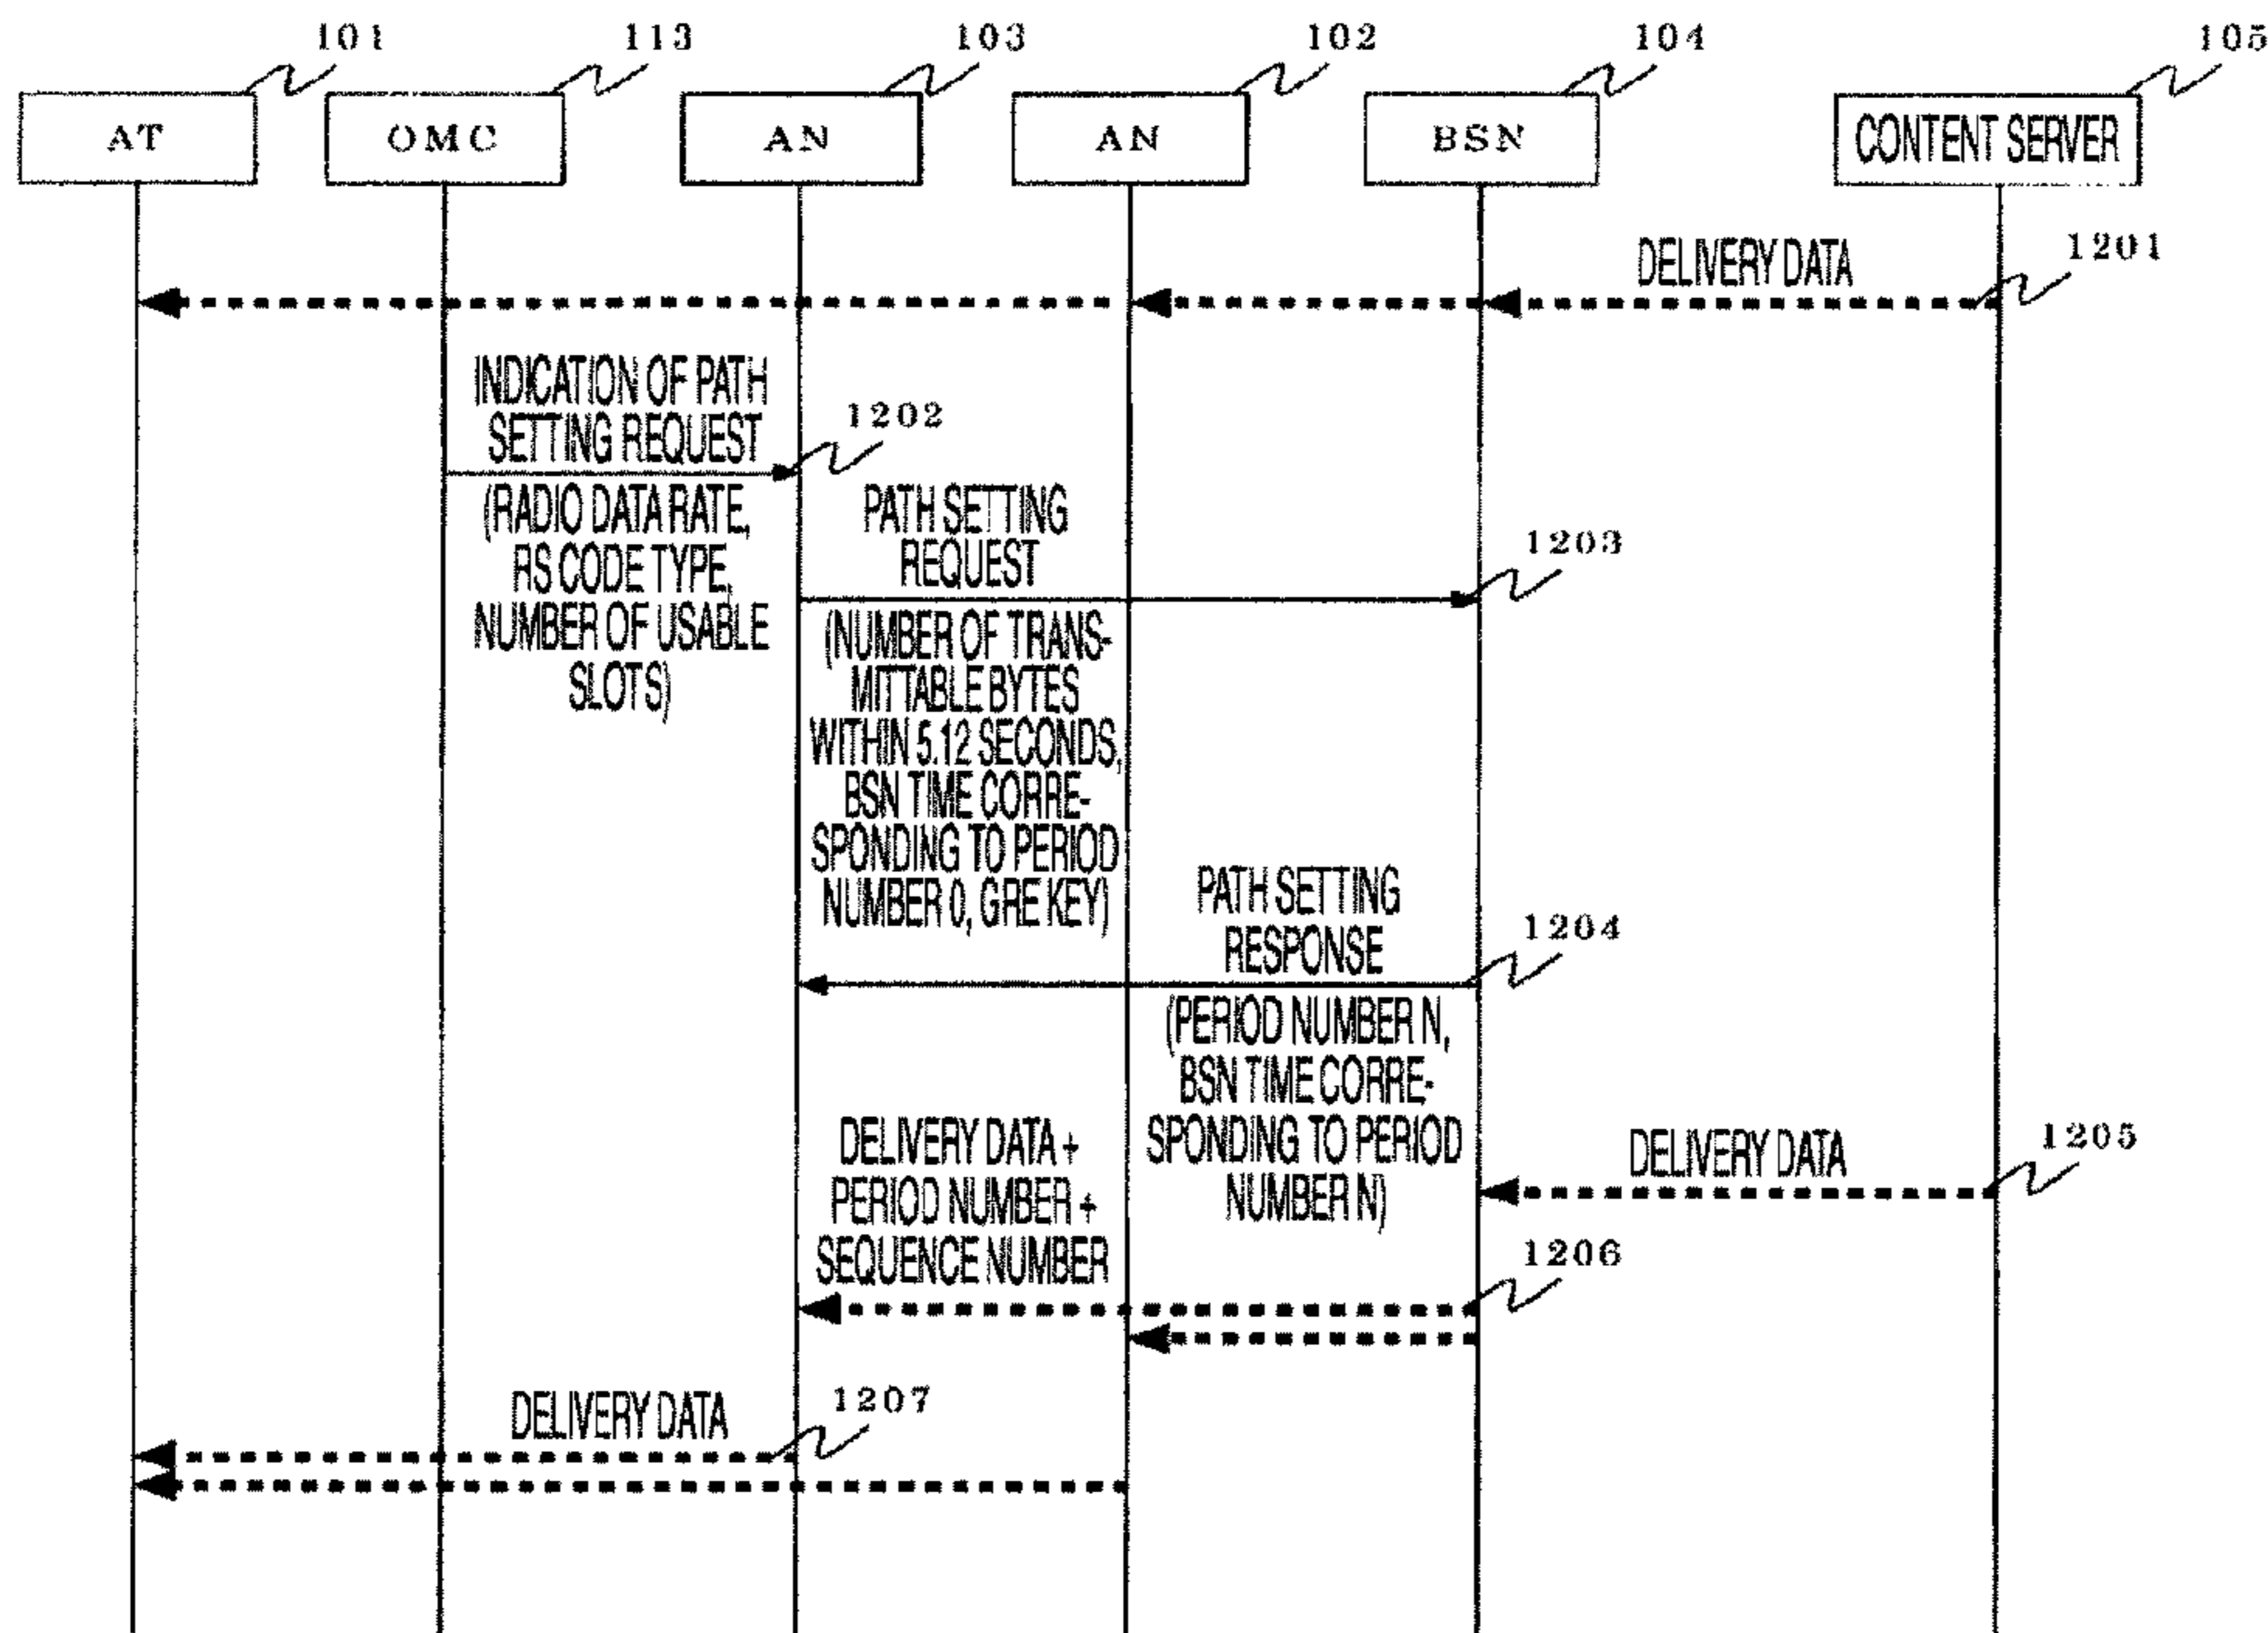 101
113
103
102
104
105
AT
OMC
AN
AN
BSN
CONTENT SERVER
DELIVERY DATA
1201
INDICATION OF PATH
SETTING REQUEST
1202
(RADIO DATA RATE,
RS CODE TYPE,
NUMBER OF USABLE
SLOTS)
PATH SETTING
REQUEST
1203
(NUMBER OF TRANS-
MITTABLE BYTES
WITHIN 5.12 SECONDS,
BSN TIME CORRE-
SPONDING TO PERIOD
NUMBER 0, GRE KEY)
PATH SETTING
RESPONSE
1204
(PERIOD NUMBER N,
BSN TIME CORRE-
SPONDING TO PERIOD
NUMBER N)
DELIVERY DATA
1205
DELIVERY DATA +
PERIOD NUMBER +
SEQUENCE NUMBER
1206
DELIVERY DATA
1207